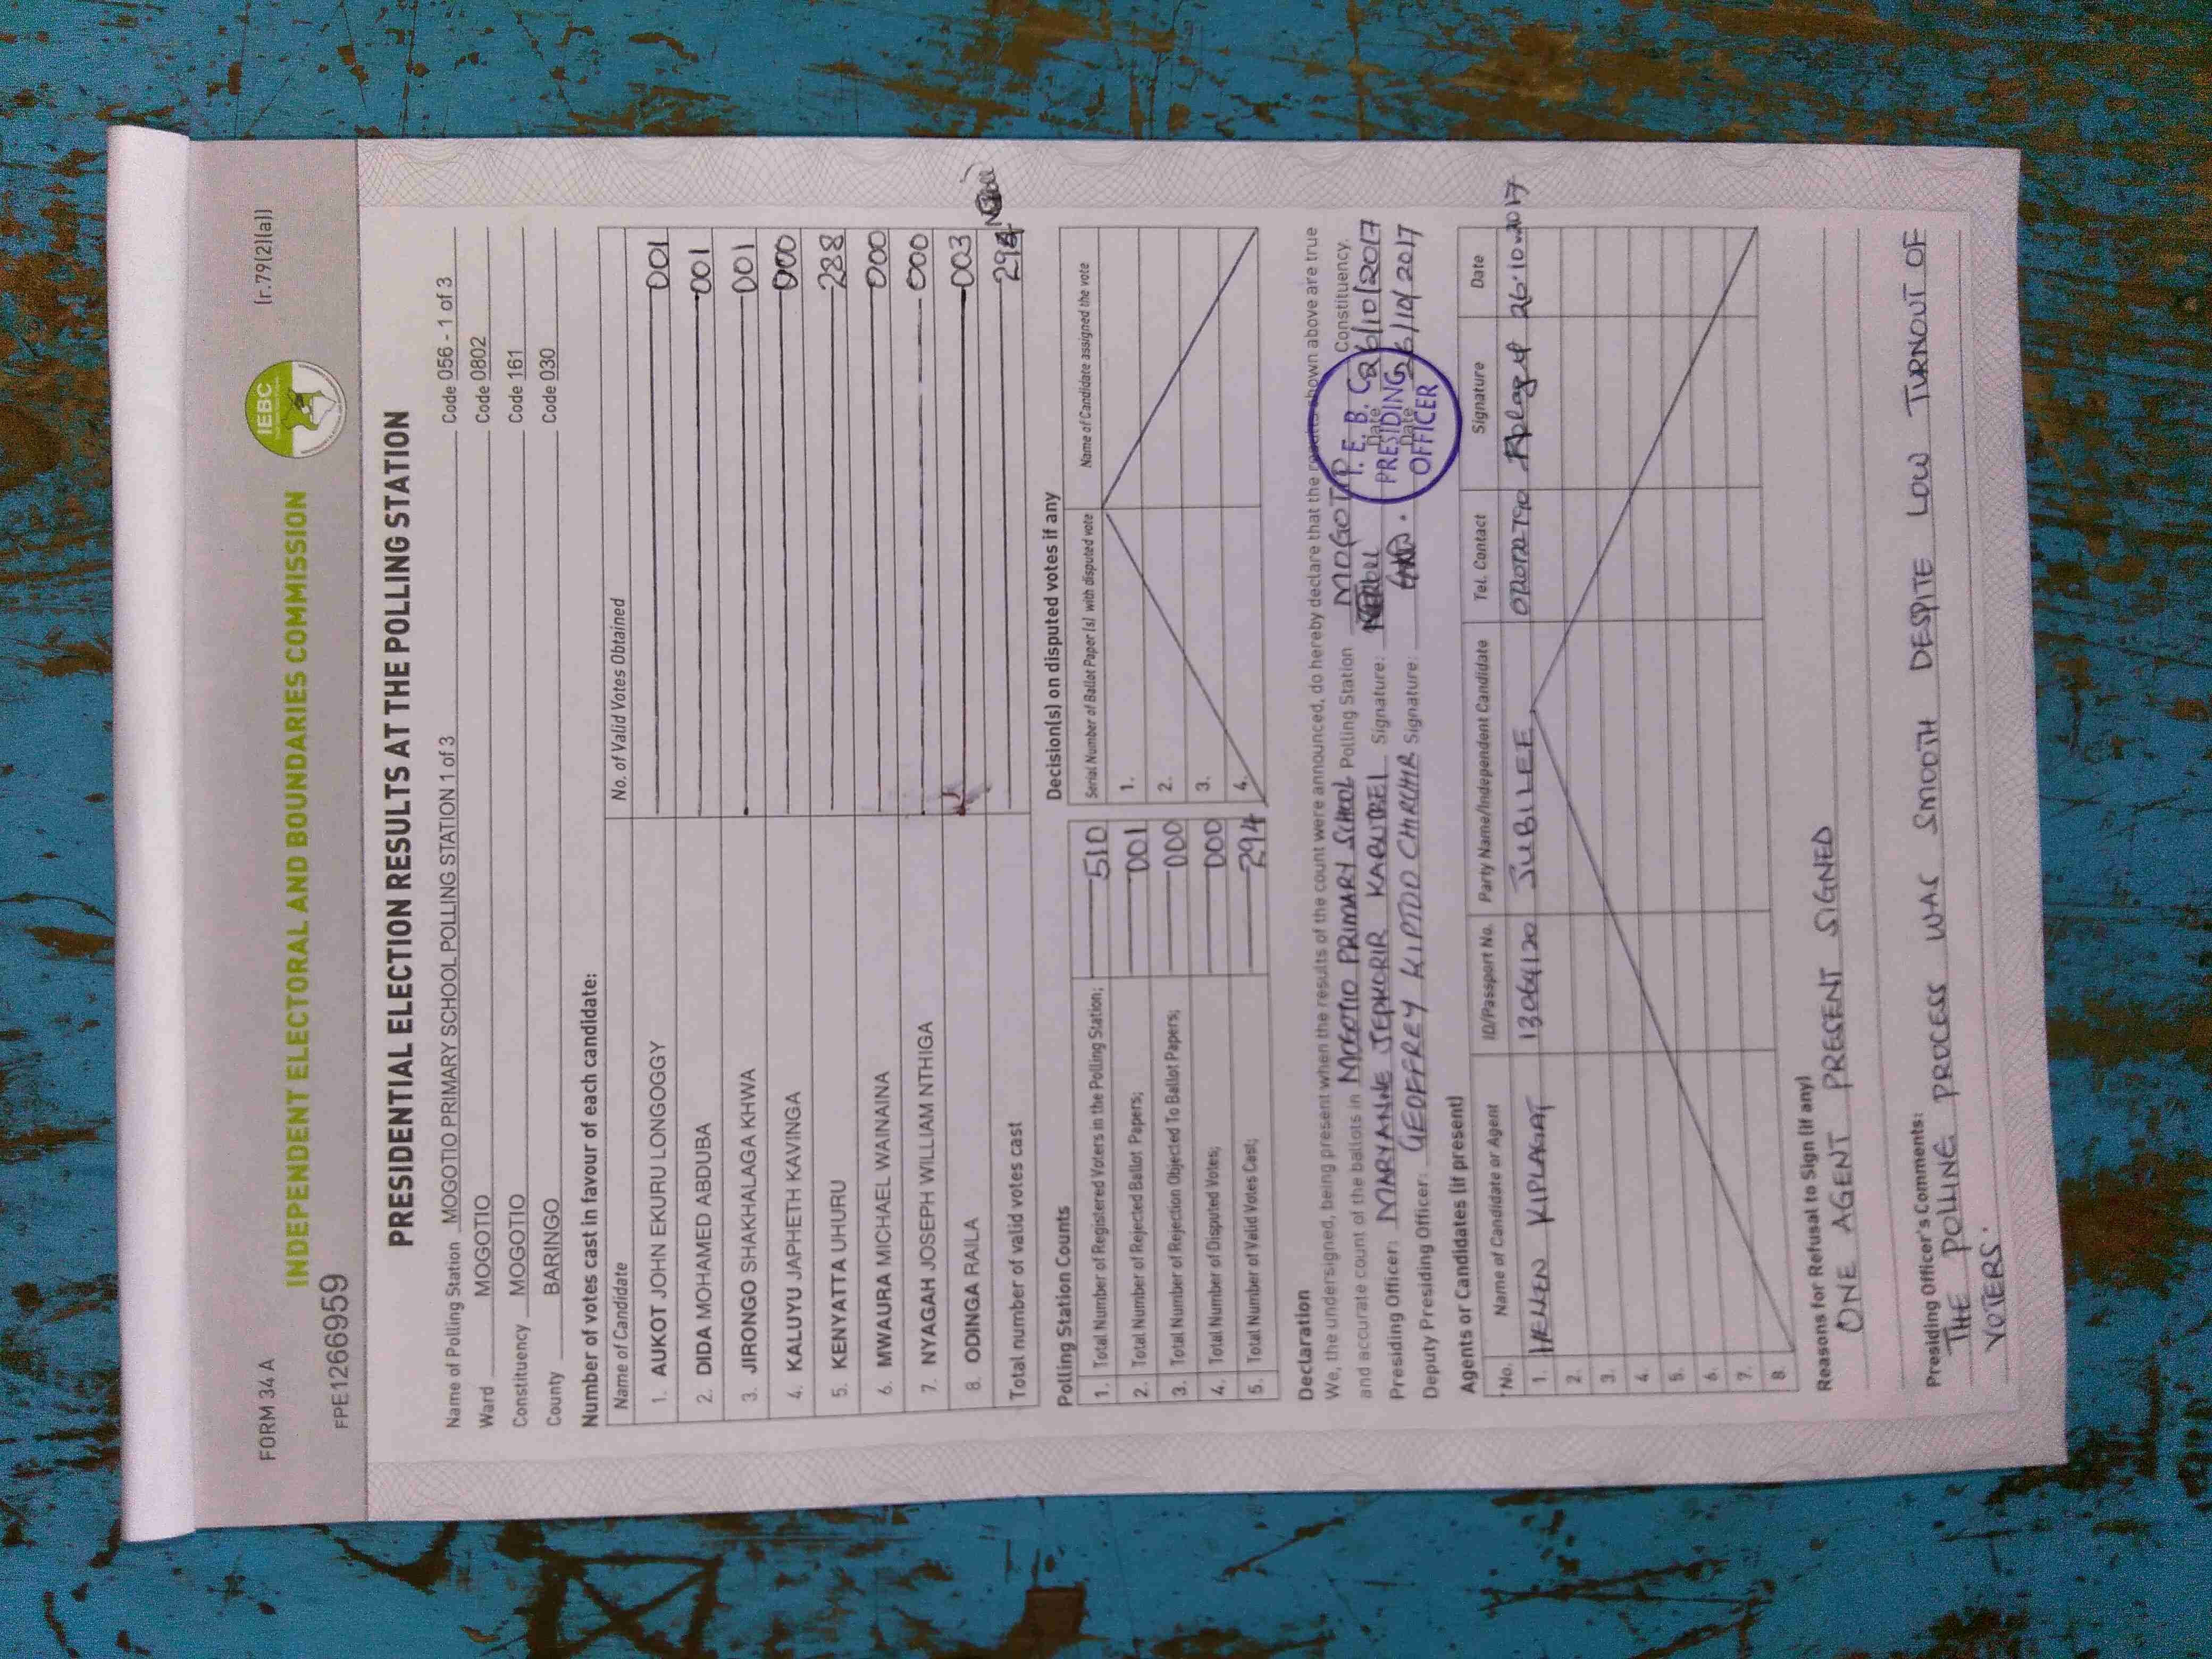 FORM 34A
[r.79(2)(a)]
IEBC
INDEPENDENT ELECTORAL AND BOUNDARIES COMMISSION
FPE1266959
PRESIDENTIAL ELECTION RESULTS AT THE POLLING STATION
Name of Polling Station MOGOTIO PRIMARY SCHOOL POLLING STATION 1 of 3 Code 056 - 1 of 3
Ward MOGOTIO Code 0802
Constituency MOGOTIO Code 161
County BARINGO Code 030
Number of votes cast in favour of each candidate:
Name of Candidate No. of Valid Votes Obtained
1. AUKOT JOHN EKURU LONGOGGY 001
2. DIDA MOHAMED ABDUBA 001
3. JIRONGO SHAKHALAGA KHWA 001
4. KALUYU JAPHETH KAVINGA 000
5. KENYATTA UHURU 288
6. MWAURA MICHAEL WAINAINA 000
7. NYAGAH JOSEPH WILLIAM NTHIGA 000
8. ODINGA RAILA 003
Total number of valid votes cast 294
Polling Station Counts
1. Total Number of Registered Voters in the Polling Station; 510
2. Total Number of Rejected Ballot Papers; 001
3. Total Number of Rejection Objected To Ballot Papers; 000
4. Total Number of Disputed Votes; 000
5. Total Number of Valid Votes Cast; 294
Decision(s) on disputed votes if any
Serial Number of Ballot Paper (s) with disputed vote Name of Candidate assigned the vote
1.
2.
3.
4.
Declaration
We, the undersigned, being present when the results of the count were announced, do hereby declare that the results shown above are true
and accurate count of the ballots in MOGOTIO PRIMARY SCHOOL Polling Station MOGOTIO Constituency.
Presiding Officer: MARYANNE JEPKORIR KABUTBEI Signature: Date 26/10/2017
Deputy Presiding Officer: GEOFFREY KIPTOO CHIRCHIR Signature: Date 26/10/2017
I.E.B.C
PRESIDING
OFFICER
Agents or Candidates (if present)
No. Name of Candidate or Agent ID/Passport No. Party Name/Independent Candidate Tel. Contact Signature Date
1. HELLEN KIPLAGAT 13064120 JUBILEE 26.10.2017
2.
3.
4.
5.
6.
7.
8.
Reasons for Refusal to Sign (if any)
ONE AGENT PRESENT SIGNED
Presiding Officer's Comments:
THE POLLING PROCESS WAS SMOOTH DESPITE LOW TURNOUT OF
VOTERS.